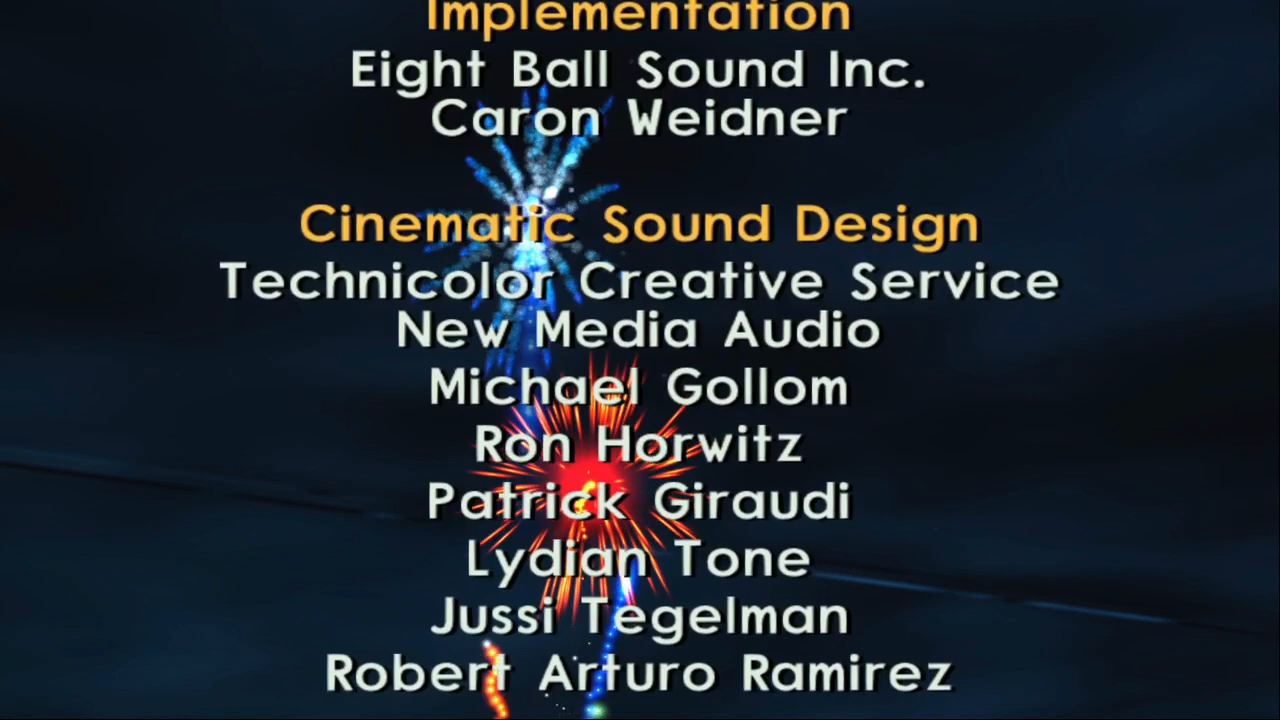 Implementation
Eight Ball Sound Inc.
Caron Weidner
Cinematic Sound Design
Technicolor Creative Service
New Media Audio
Michael Gollom
Ron Horwitz
Patrick Giraudi
Lydian Tone
Jussi Tegelman
Robert Arturo Ramirez